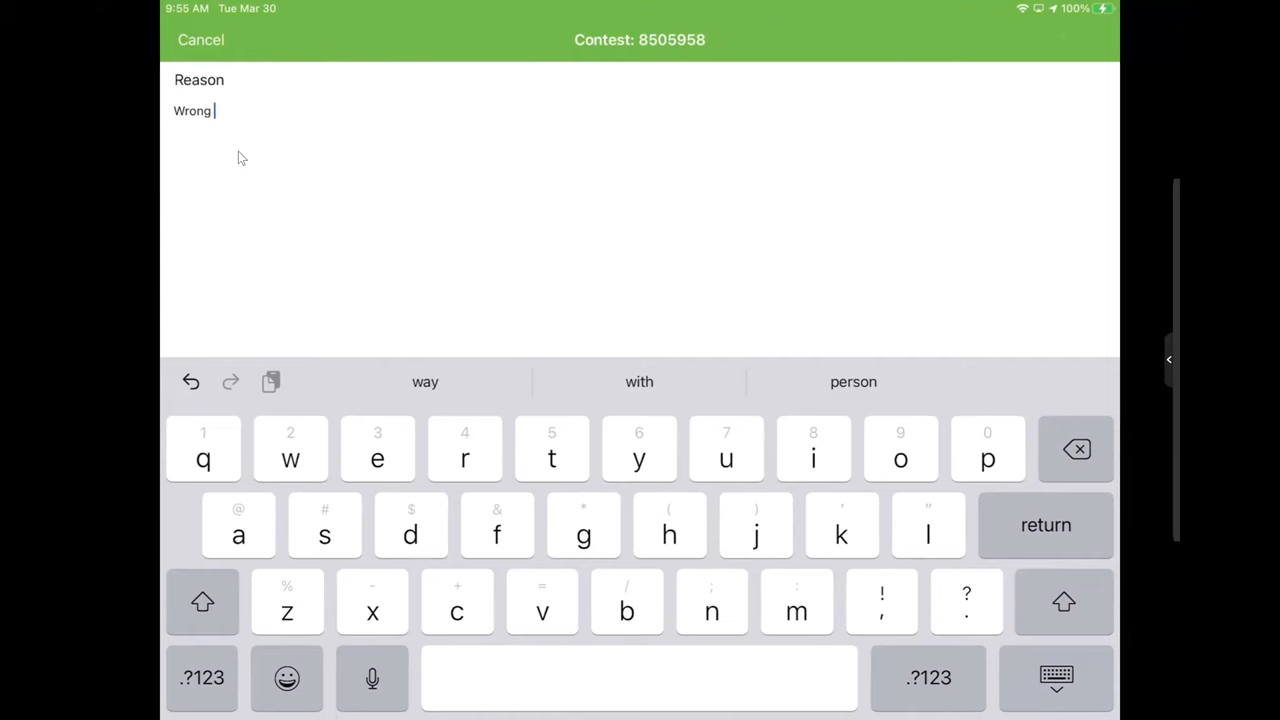 9:55 AM Tue Mar 30 100%
Cancel Contest: 8505958
Reason
Wrong
way with person
1 2 3 4 5 6 7 8 9 0
q w e r t y u i o p
@ # $ & * ( ) ' "
a s d f g h j k l return
% - + = / ; : ! ?
z x c v b n m , .
.?123 .?123